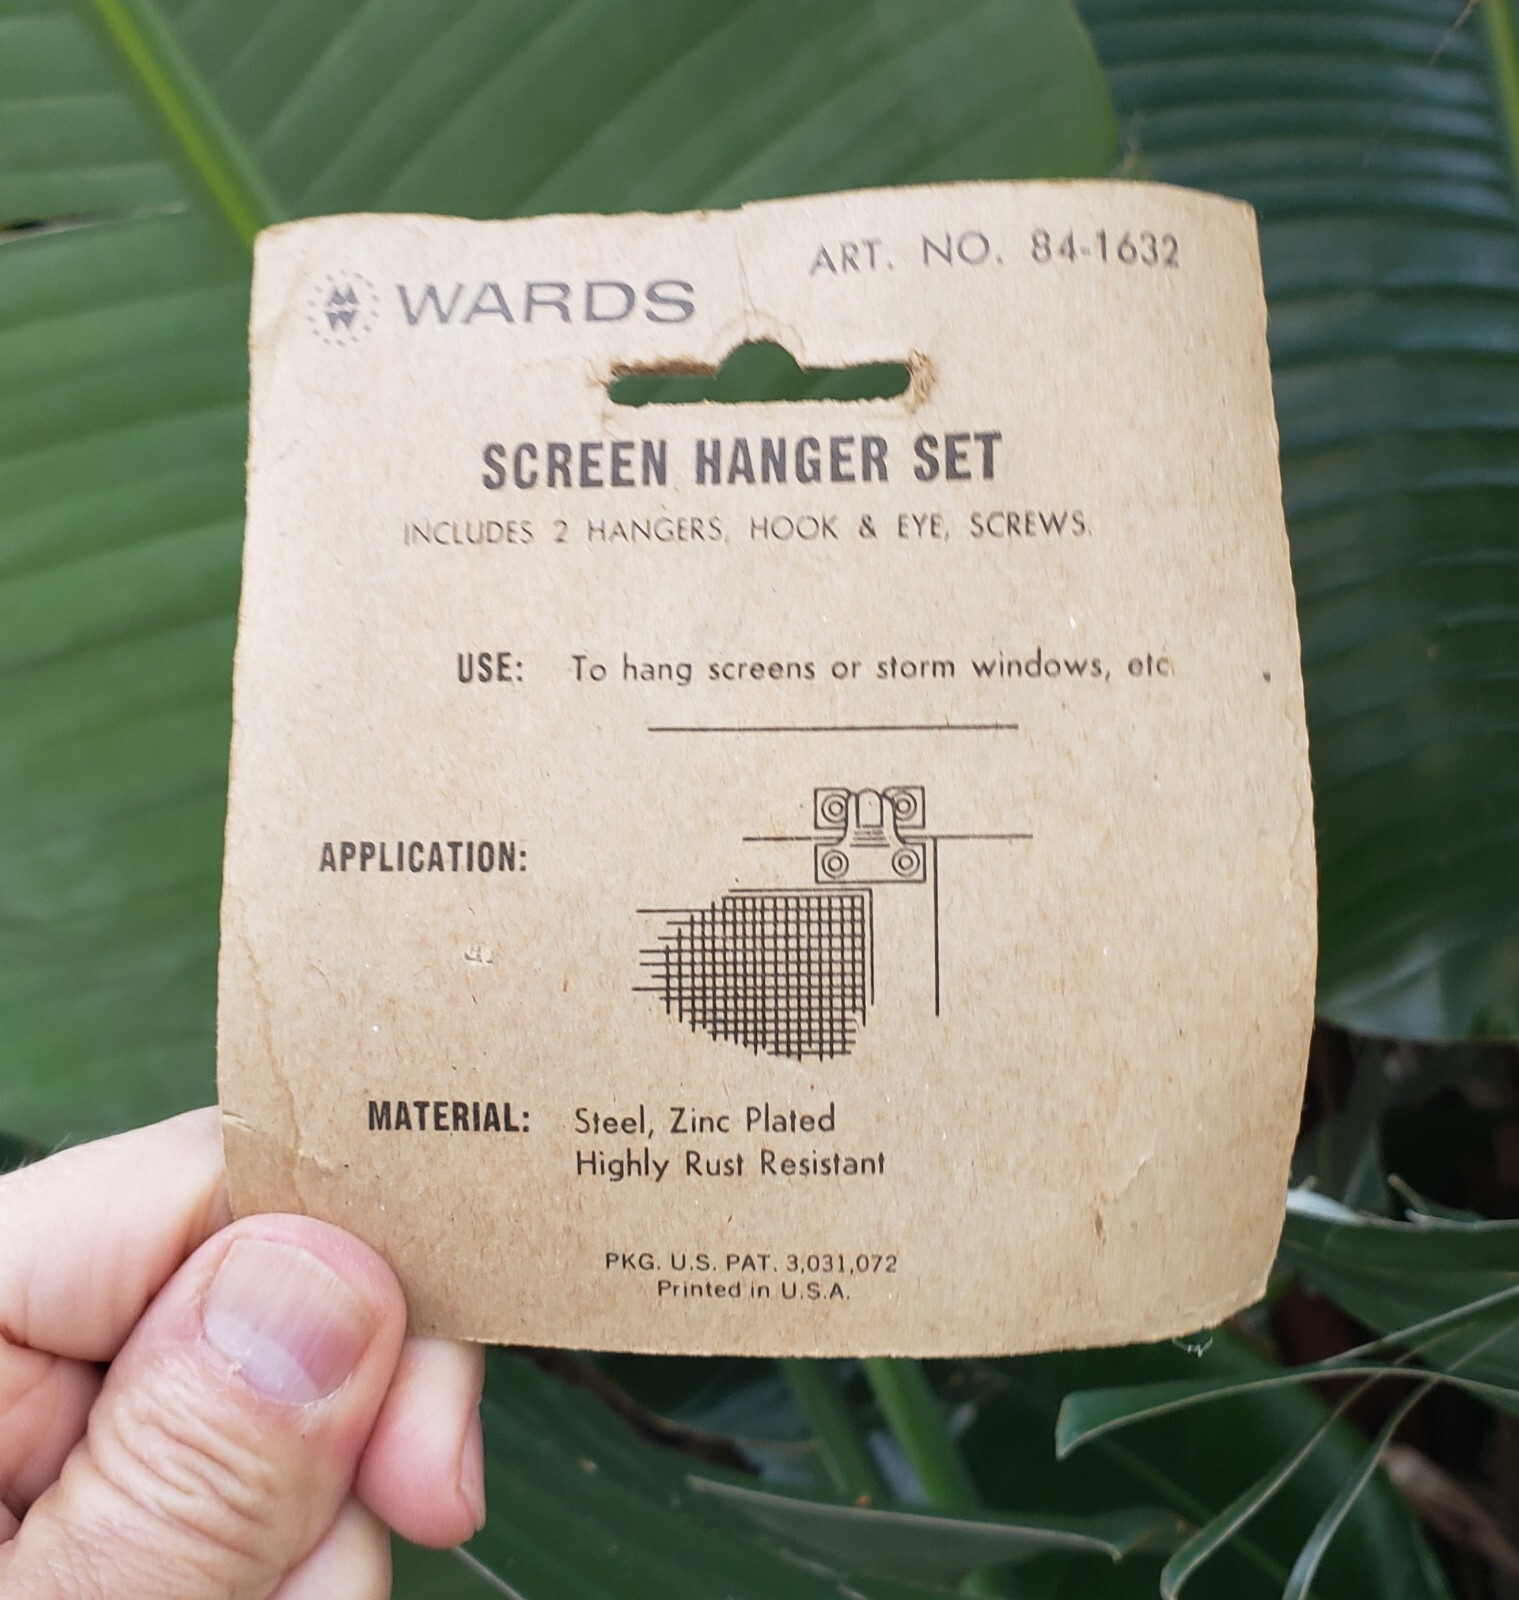 WARDS
ART. NO. 84-1632
SCREEN HANGER SET
INCLUDES 2 HANGERS, HOOK & EYE, SCREWS.
USE: To hang screens or storm windows, etc.
APPLICATION:
MATERIAL: Steel, Zinc Plated
Highly Rust Resistant
PKG. U.S. PAT. 3,031,072
Printed in U.S.A.